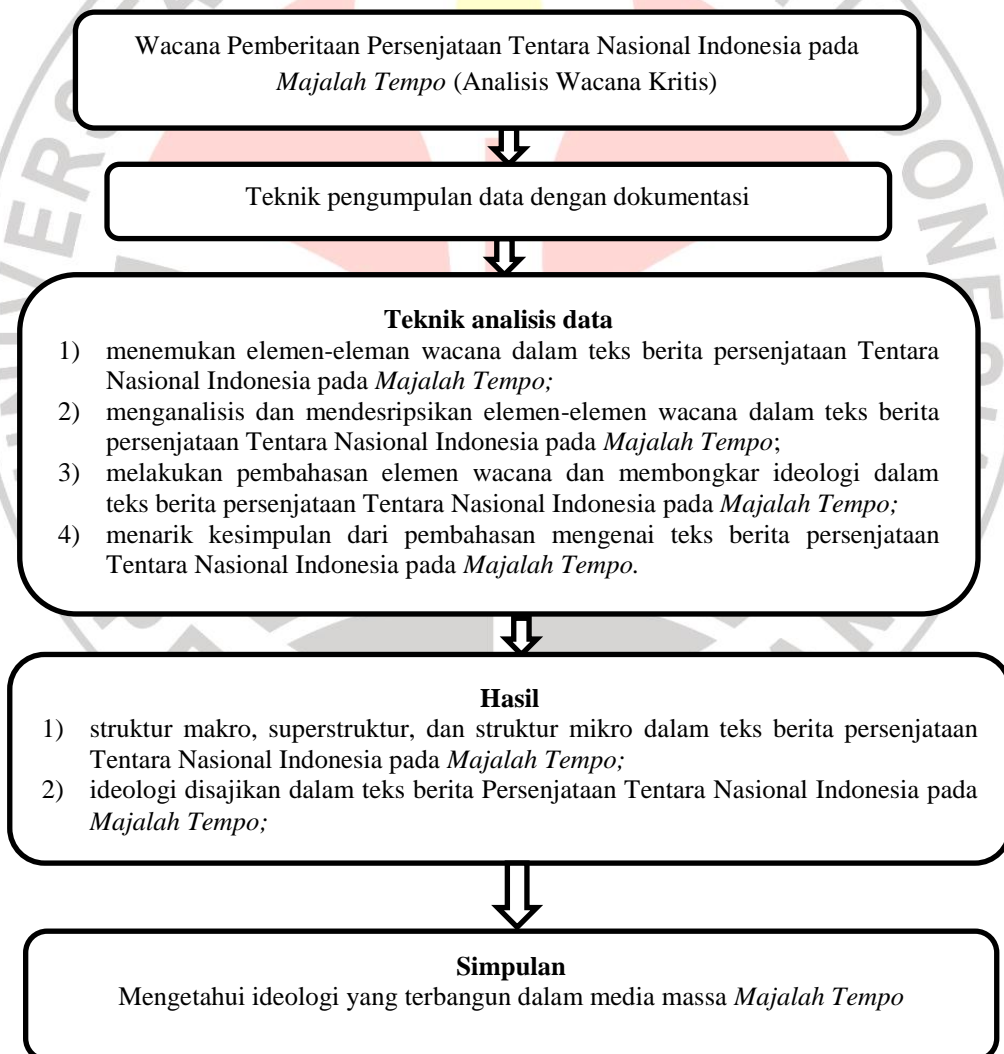 Wacana Pemberitaan Persenjataan Tentara Nasional Indonesia pada
Majalah Tempo (Analisis Wacana Kritis)
Teknik pengumpulan data dengan dokumentasi
Teknik analisis data
1) menemukan elemen-eleman wacana dalam teks berita persenjataan Tentara
Nasional Indonesia pada Majalah Tempo;
2) menganalisis dan mendesripsikan elemen-elemen wacana dalam teks berita
persenjataan Tentara Nasional Indonesia pada Majalah Tempo;
3) melakukan pembahasan elemen wacana dan membongkar ideologi dalam
teks berita persenjataan Tentara Nasional Indonesia pada Majalah Tempo;
4) menarik kesimpulan dari pembahasan mengenai teks berita persenjataan
Tentara Nasional Indonesia pada Majalah Tempo.
Hasil
1) struktur makro, superstruktur, dan struktur mikro dalam teks berita persenjataan
Tentara Nasional Indonesia pada Majalah Tempo;
2) ideologi disajikan dalam teks berita Persenjataan Tentara Nasional Indonesia pada
Majalah Tempo;
Simpulan
Mengetahui ideologi yang terbangun dalam media massa Majalah Tempo